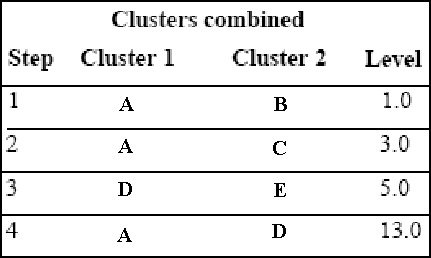 Clusters combined
Step Cluster 1 Cluster 2 Level
1 A B 1.0
2 A C 3.0
3 D E 5.0
4 A D 13.0